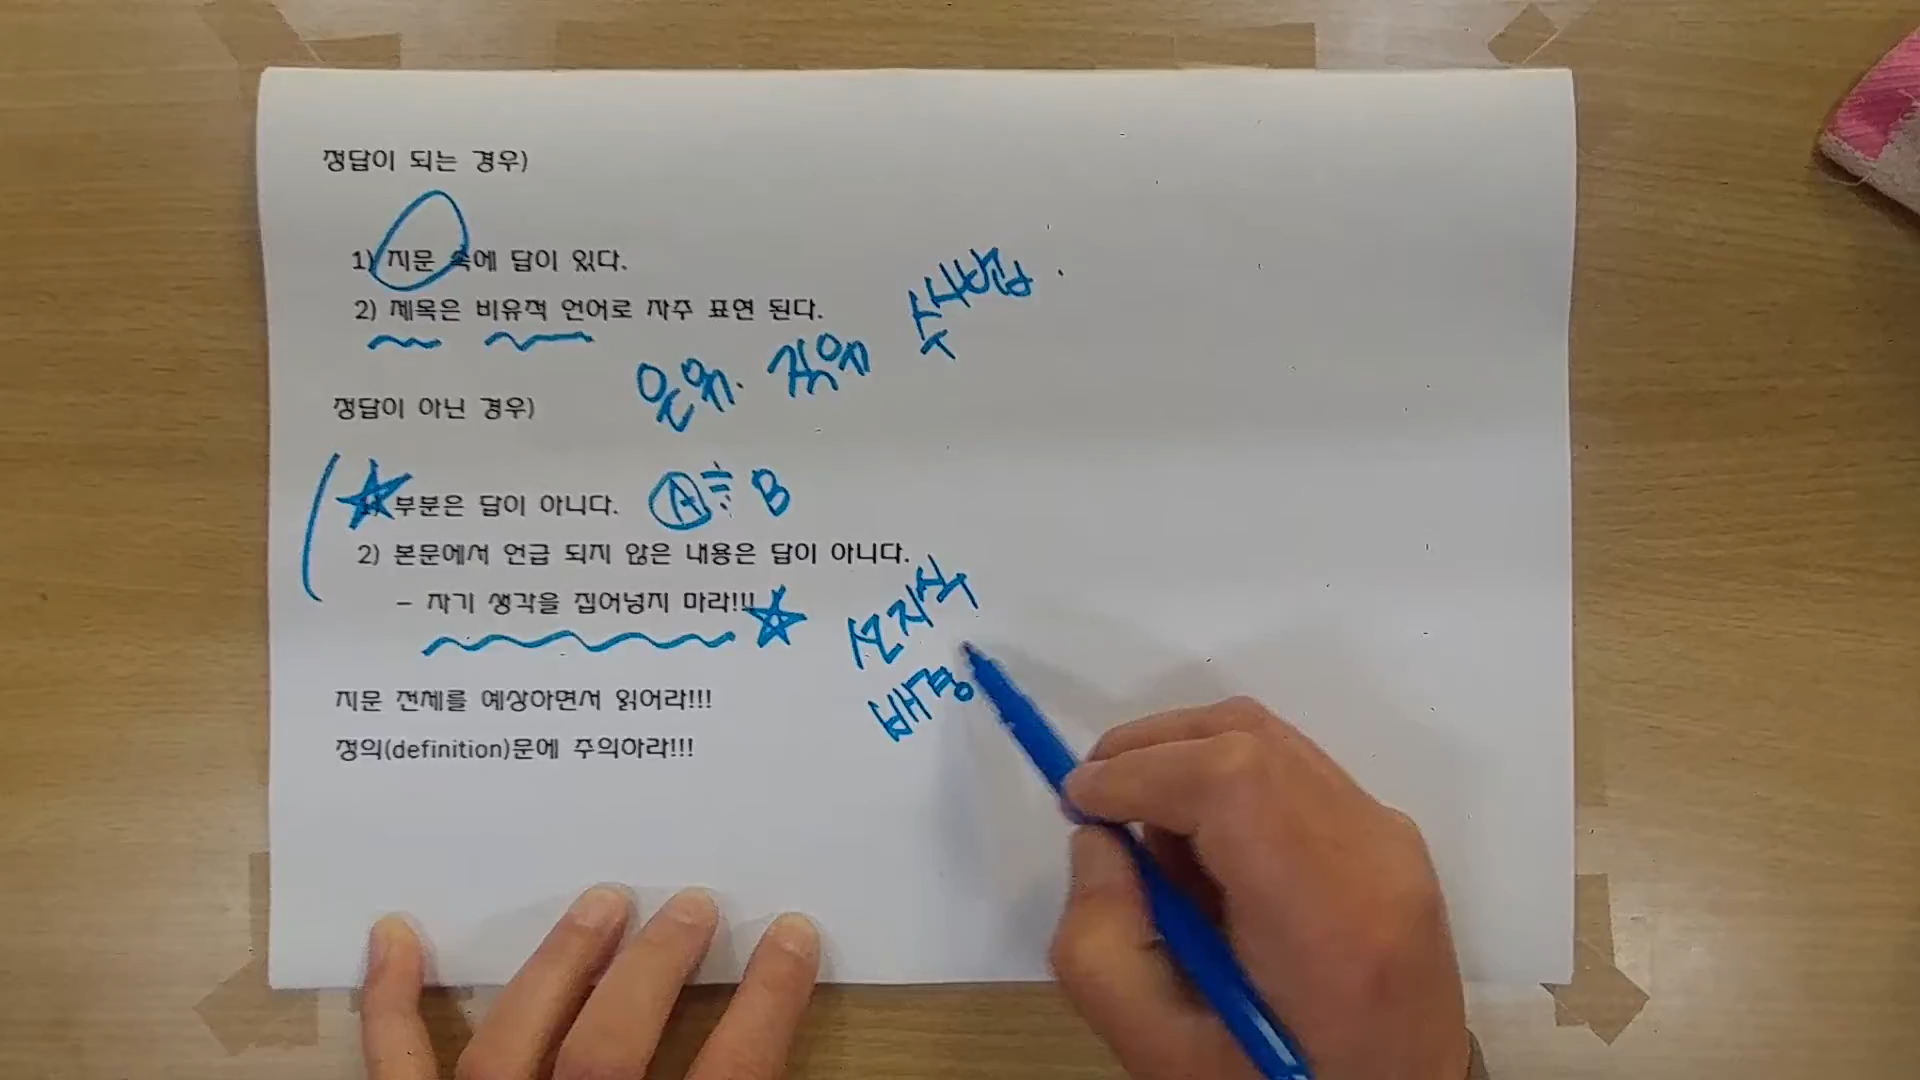 정답이 되는 경우)
1) 지문 속에 답이 있다.
2) 제목은 비유적 언어로 자주 표현 된다.
은유. 직유 수사법.
정답이 아닌 경우)
1) 부분은 답이 아니다. A B
2) 본문에서 언급 되지 않은 내용은 답이 아니다.
– 자기 생각을 집어넣지 마라!!!
선지식
배경
지문 전체를 예상하면서 읽어라!!!
정의(definition)문에 주의하라!!!